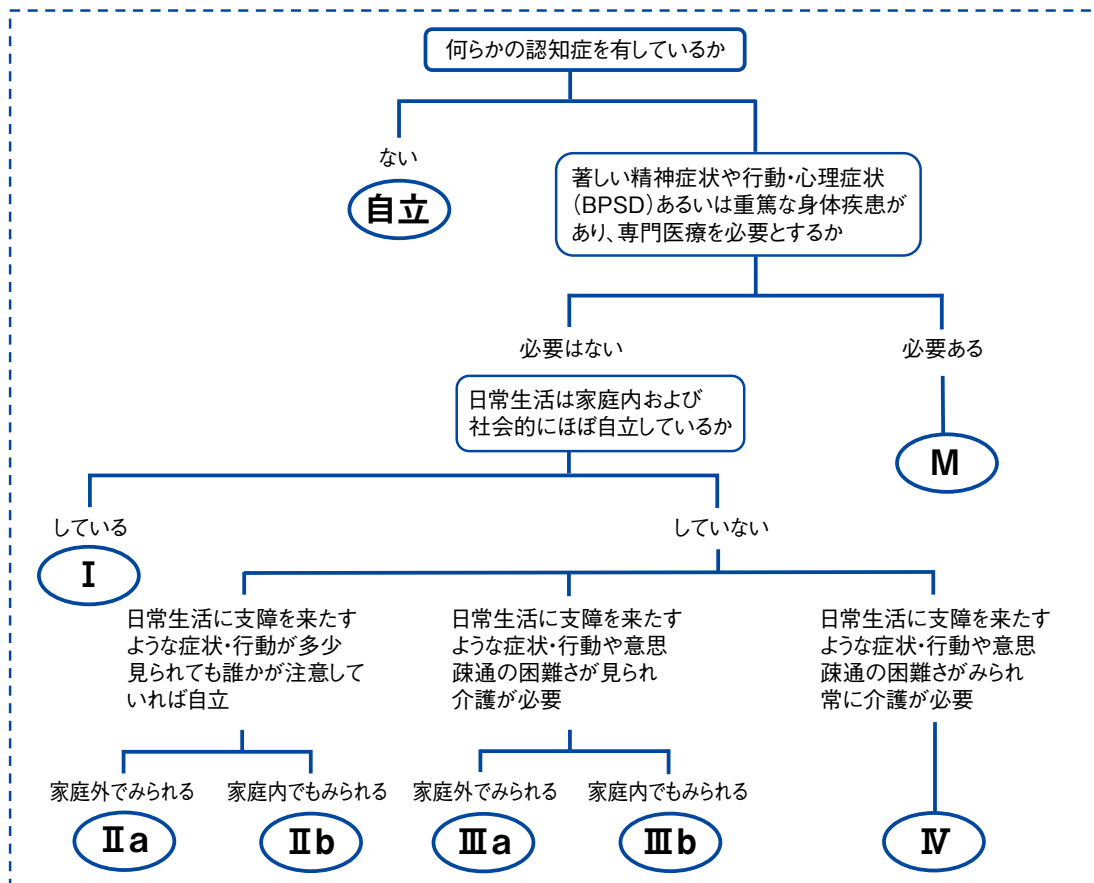 何らかの認知症を有しているか
ない
自立
著しい精神症状や行動・心理症状
（BPSD）あるいは重篤な身体疾患が
あり、専門医療を必要とするか
必要はない
必要ある
日常生活は家庭内および
社会的にほぼ自立しているか
M
している
していない
Ⅰ
日常生活に支障を来たす
ような症状・行動が多少
見られても誰かが注意して
いれば自立
日常生活に支障を来たす
ような症状・行動や意思
疎通の困難さが見られ
介護が必要
日常生活に支障を来たす
ような症状・行動や意思
疎通の困難さがみられ
常に介護が必要
家庭外でみられる
家庭内でもみられる
家庭外でみられる
家庭内でもみられる
Ⅱa
Ⅱb
Ⅲa
Ⅲb
Ⅳ